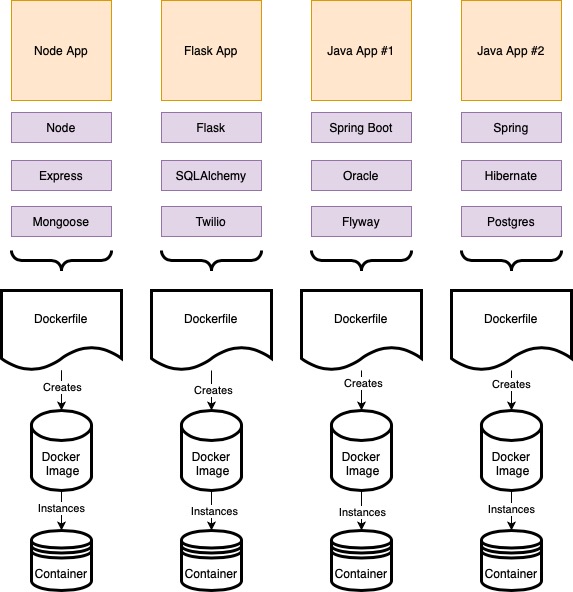 Node App
Flask App
Java App #1
Java App #2
Node
Flask
Spring Boot
Spring
Express
SQLAlchemy
Oracle
Hibernate
Mongoose
Twilio
Flyway
Postgres
Dockerfile
Dockerfile
Dockerfile
Dockerfile
Creates
Creates
Creates
Creates
Docker
Image
Docker
Image
Docker
Image
Docker
Image
Instances
Instances
Instances
Instances
Container
Container
Container
Container